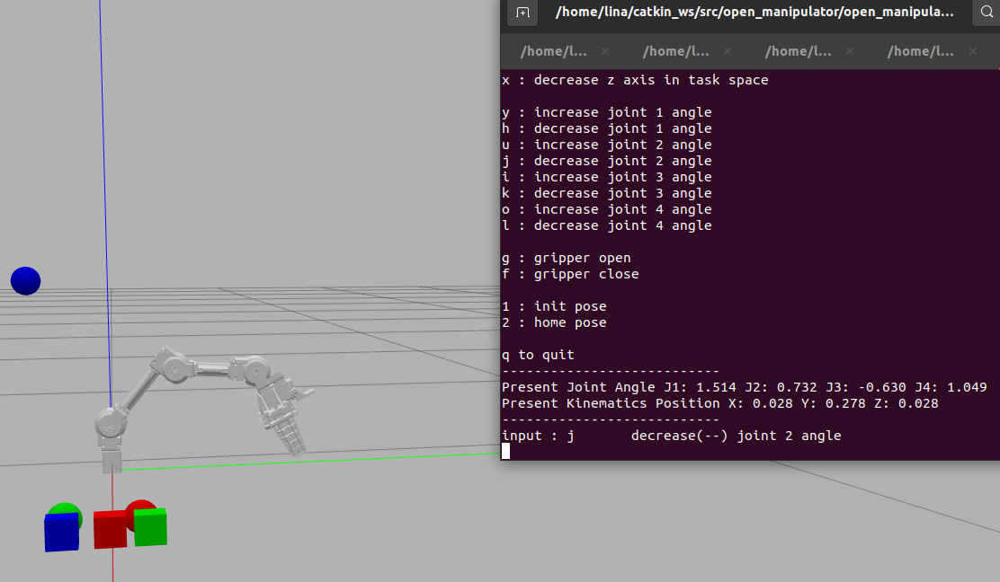 /home/lina/catkin_ws/src/open_manipulator/open_manipula...
/home/l... × /home/l... × /home/l... × /home/l... ×
x : decrease z axis in task space
y : increase joint 1 angle
h : decrease joint 1 angle
u : increase joint 2 angle
j : decrease joint 2 angle
i : increase joint 3 angle
k : decrease joint 3 angle
o : increase joint 4 angle
l : decrease joint 4 angle
g : gripper open
f : gripper close
1 : init pose
2 : home pose
q to quit
---------------------------
Present Joint Angle J1: 1.514 J2: 0.732 J3: -0.630 J4: 1.049
Present Kinematics Position X: 0.028 Y: 0.278 Z: 0.028
---------------------------
input : j       decrease(--) joint 2 angle